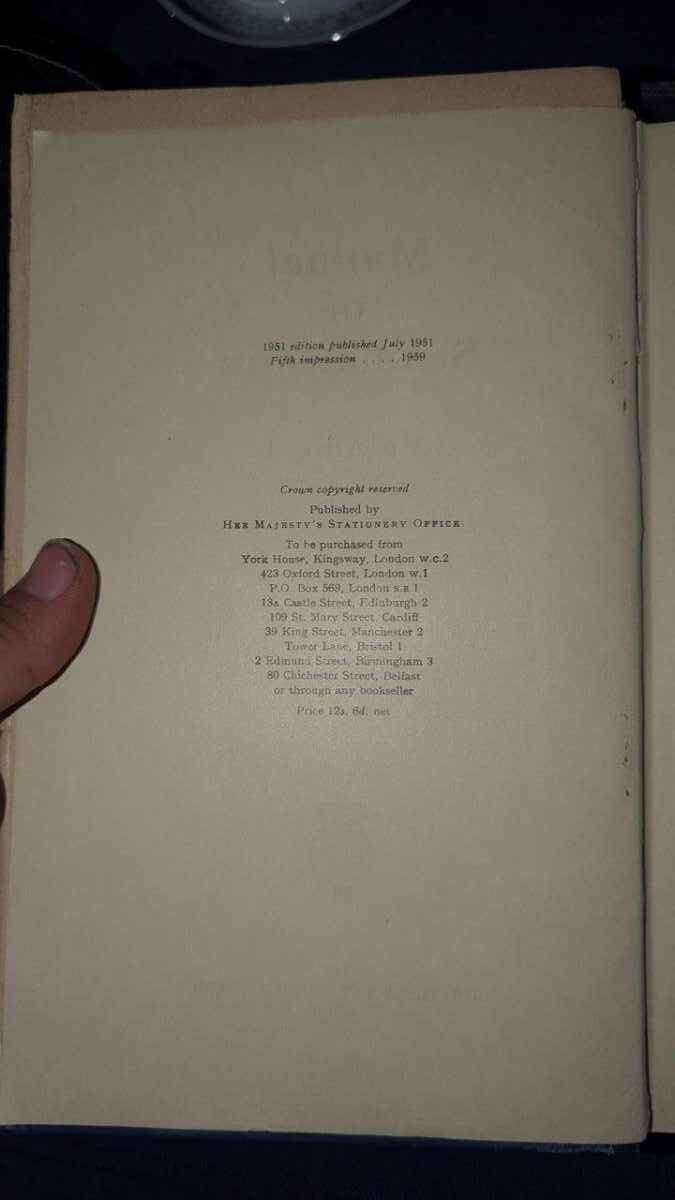 1951 edition published July 1951
Fifth impression . . . . 1959
Crown copyright reserved
Published by
HER MAJESTY'S STATIONERY OFFICE
To be purchased from
York House, Kingsway, London w.c.2
423 Oxford Street, London w.1
P.O. Box 569, London s.e.1
13A Castle Street, Edinburgh 2
109 St. Mary Street, Cardiff
39 King Street, Manchester 2
Tower Lane, Bristol 1
2 Edmund Street, Birmingham 3
80 Chichester Street, Belfast
or through any bookseller
Price 12s. 6d. net